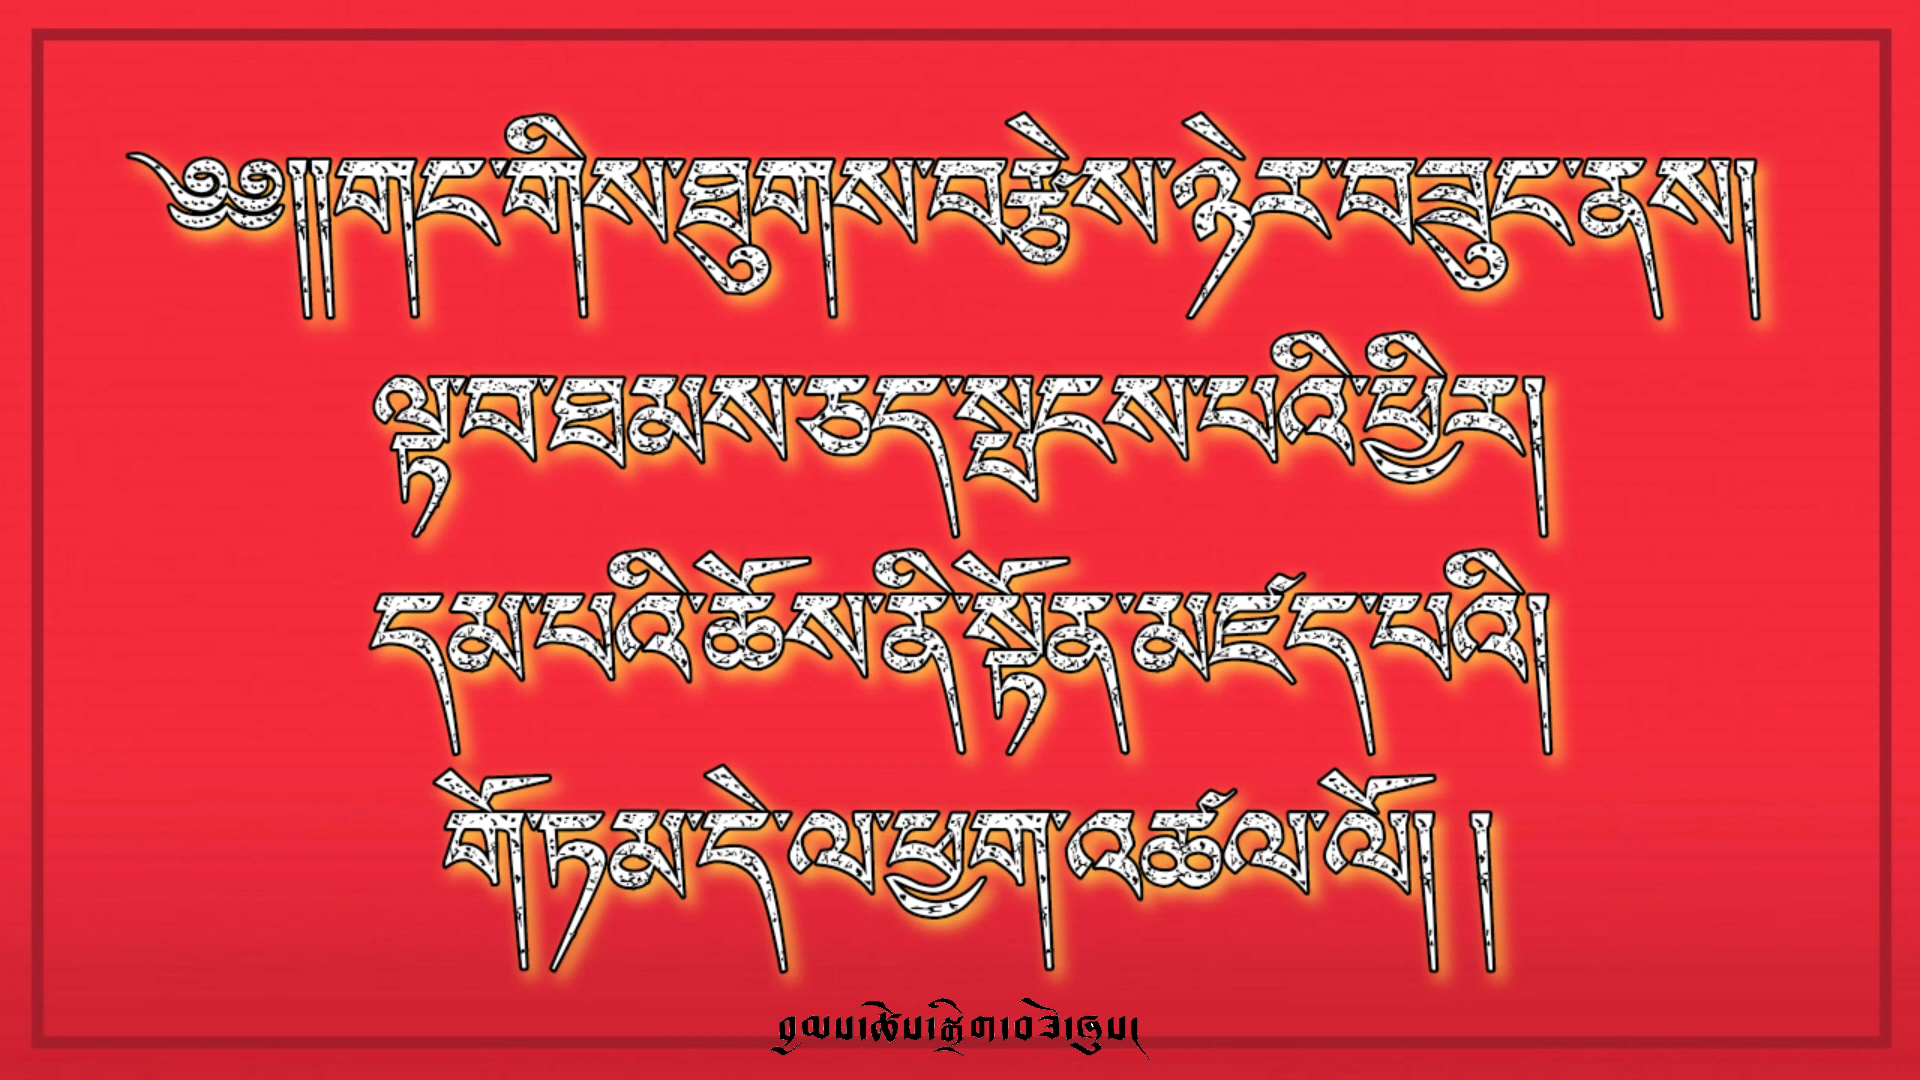 ༄༅།།གང་གིས་ཐུགས་བརྩེས་ཉེར་བཟུང་ནས།
ལྟ་བ་ཐམས་ཅད་སྤངས་པའི་ཕྱིར།
དམ་པའི་ཆོས་ནི་སྟོན་མཛད་པའི།
གོ་ཏམ་དེ་ལ་ཕྱག་འཚལ་ལོ། །